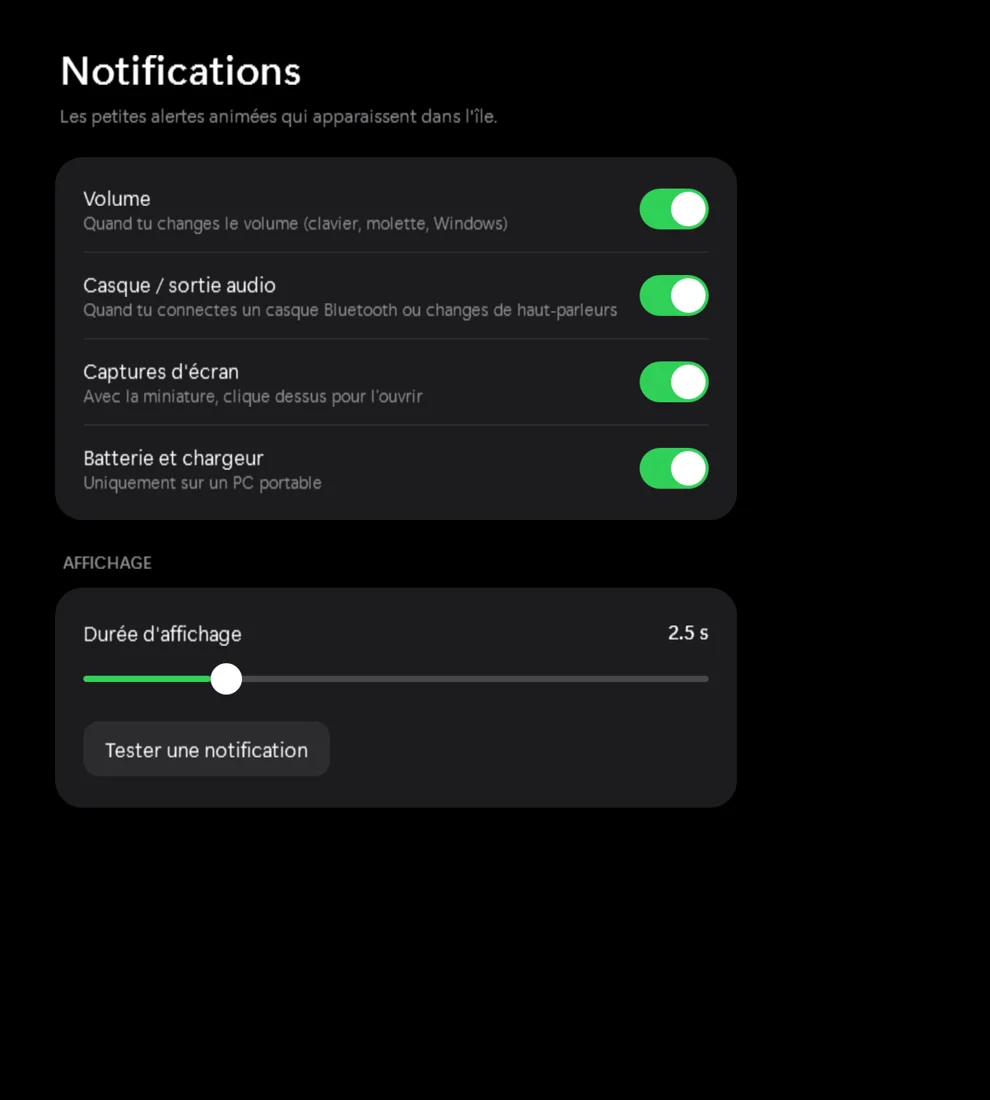 Notifications
Les petites alertes animées qui apparaissent dans l'île.
Volume
Quand tu changes le volume (clavier, molette, Windows)
Casque / sortie audio
Quand tu connectes un casque Bluetooth ou changes de haut-parleurs
Captures d'écran
Avec la miniature, clique dessus pour l'ouvrir
Batterie et chargeur
Uniquement sur un PC portable
AFFICHAGE
Durée d'affichage
2.5 s
Tester une notification